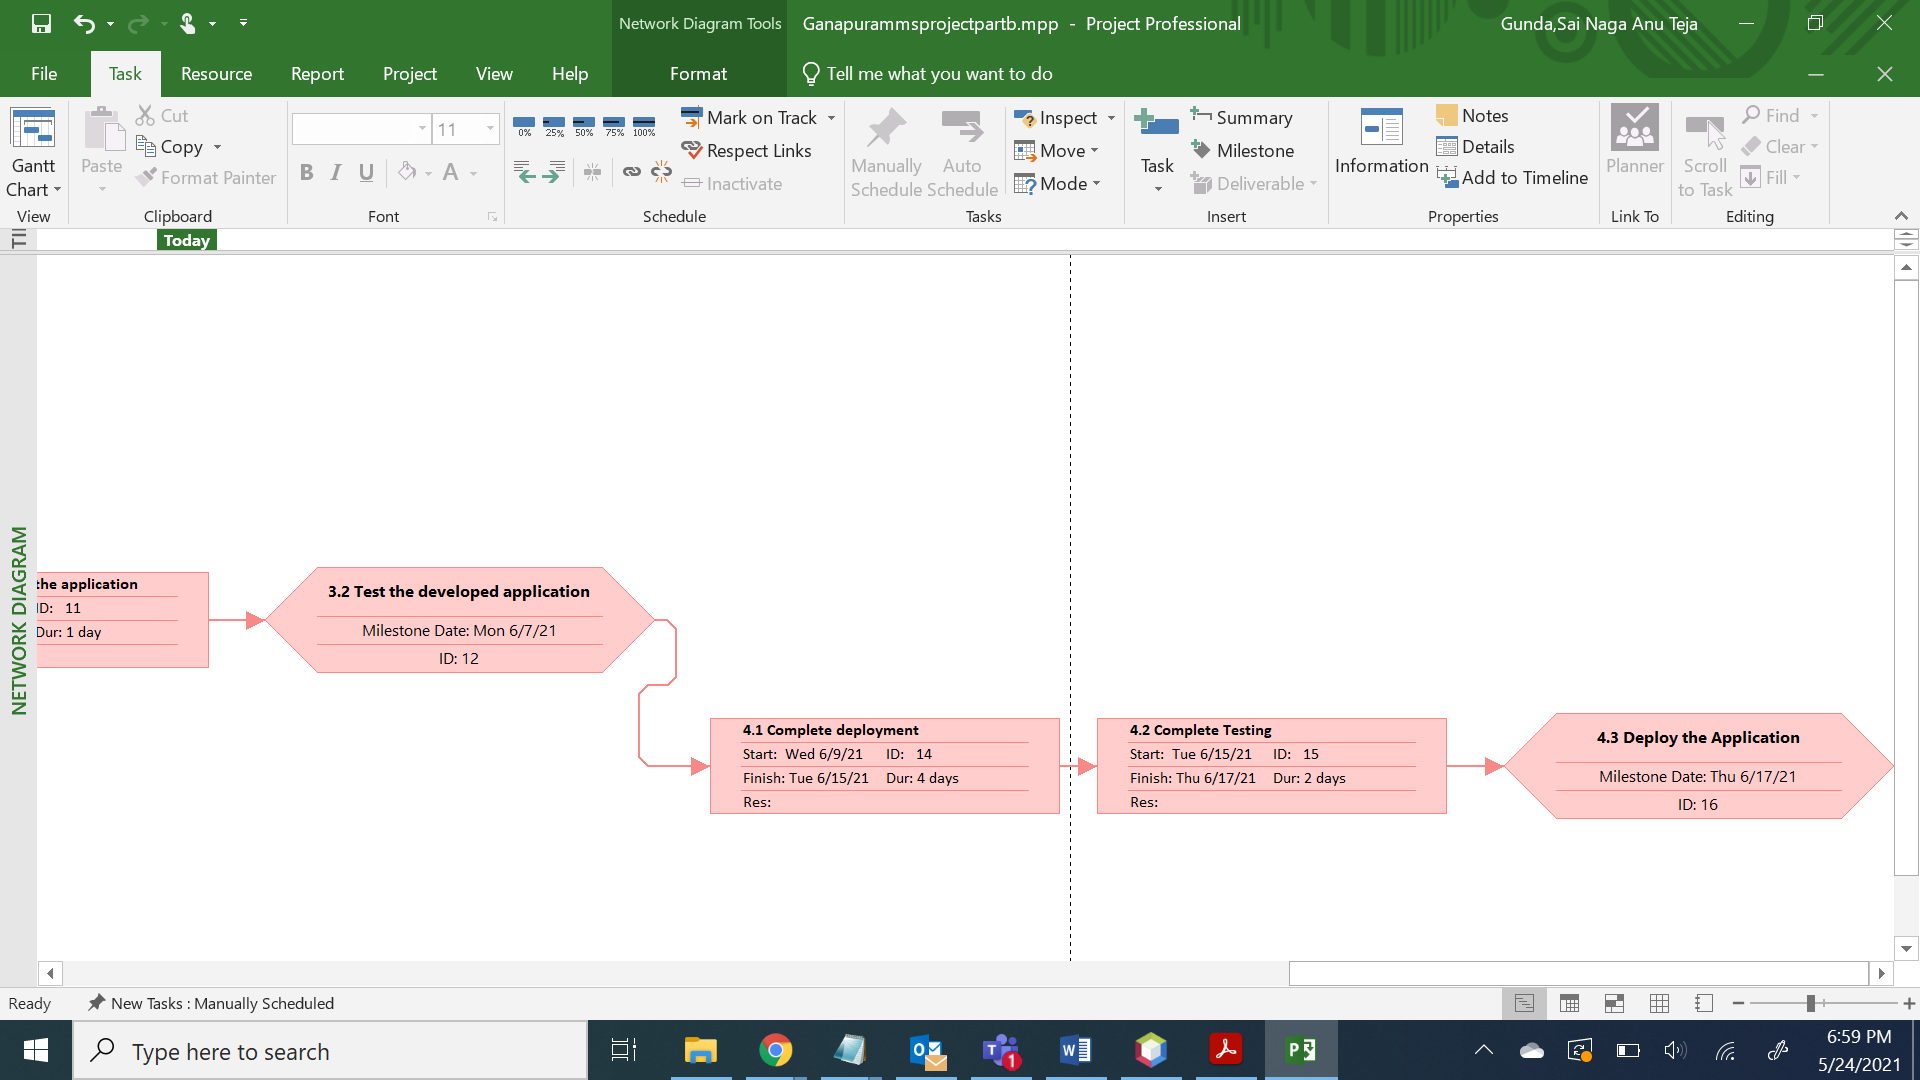 Network Diagram Tools
Ganapurammsprojectpartb.mpp - Project Professional
Gunda,Sai Naga Anu Teja
File Task Resource Report Project View Help Format Tell me what you want to do
Gantt Chart
View
Paste
Cut
Copy
Format Painter
Clipboard
11
B I U A
Font
0% 25% 50% 75% 100%
Mark on Track
Respect Links
Inactivate
Schedule
Manually Schedule
Auto Schedule
Inspect
Move
Mode
Tasks
Task
Summary
Milestone
Deliverable
Insert
Information
Notes
Details
Add to Timeline
Properties
Planner
Link To
Scroll to Task
Find
Clear
Fill
Editing
Today
NETWORK DIAGRAM
the application
ID: 11
Dur: 1 day
3.2 Test the developed application
Milestone Date: Mon 6/7/21
ID: 12
4.1 Complete deployment
Start: Wed 6/9/21 ID: 14
Finish: Tue 6/15/21 Dur: 4 days
Res:
4.2 Complete Testing
Start: Tue 6/15/21 ID: 15
Finish: Thu 6/17/21 Dur: 2 days
Res:
4.3 Deploy the Application
Milestone Date: Thu 6/17/21
ID: 16
Ready New Tasks : Manually Scheduled
Type here to search
1
6:59 PM
5/24/2021